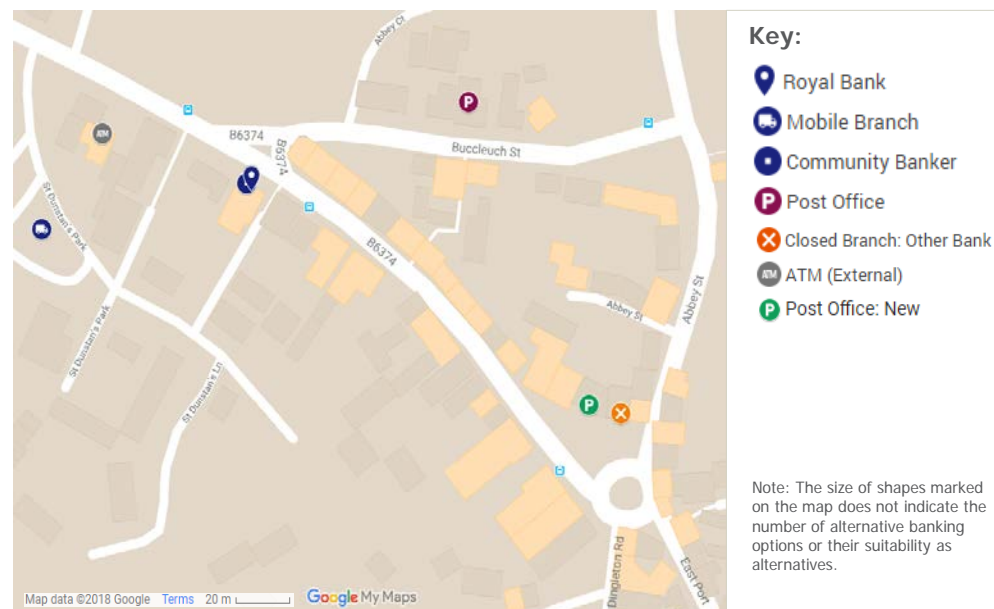 Abbey Ct
B6374
B6374
Buccleuch St
B6374
ATM
St Dunstan's Park
St Dunstan's Park
St Dunstan's Ln
Abbey St
Abbey St
P
P
Dingleton Rd
East Port
Map data ©2018 Google Terms 20 m
Google My Maps
Key:
Royal Bank
Mobile Branch
Community Banker
P Post Office
Closed Branch: Other Bank
ATM ATM (External)
P Post Office: New
Note: The size of shapes marked
on the map does not indicate the
number of alternative banking
options or their suitability as
alternatives.